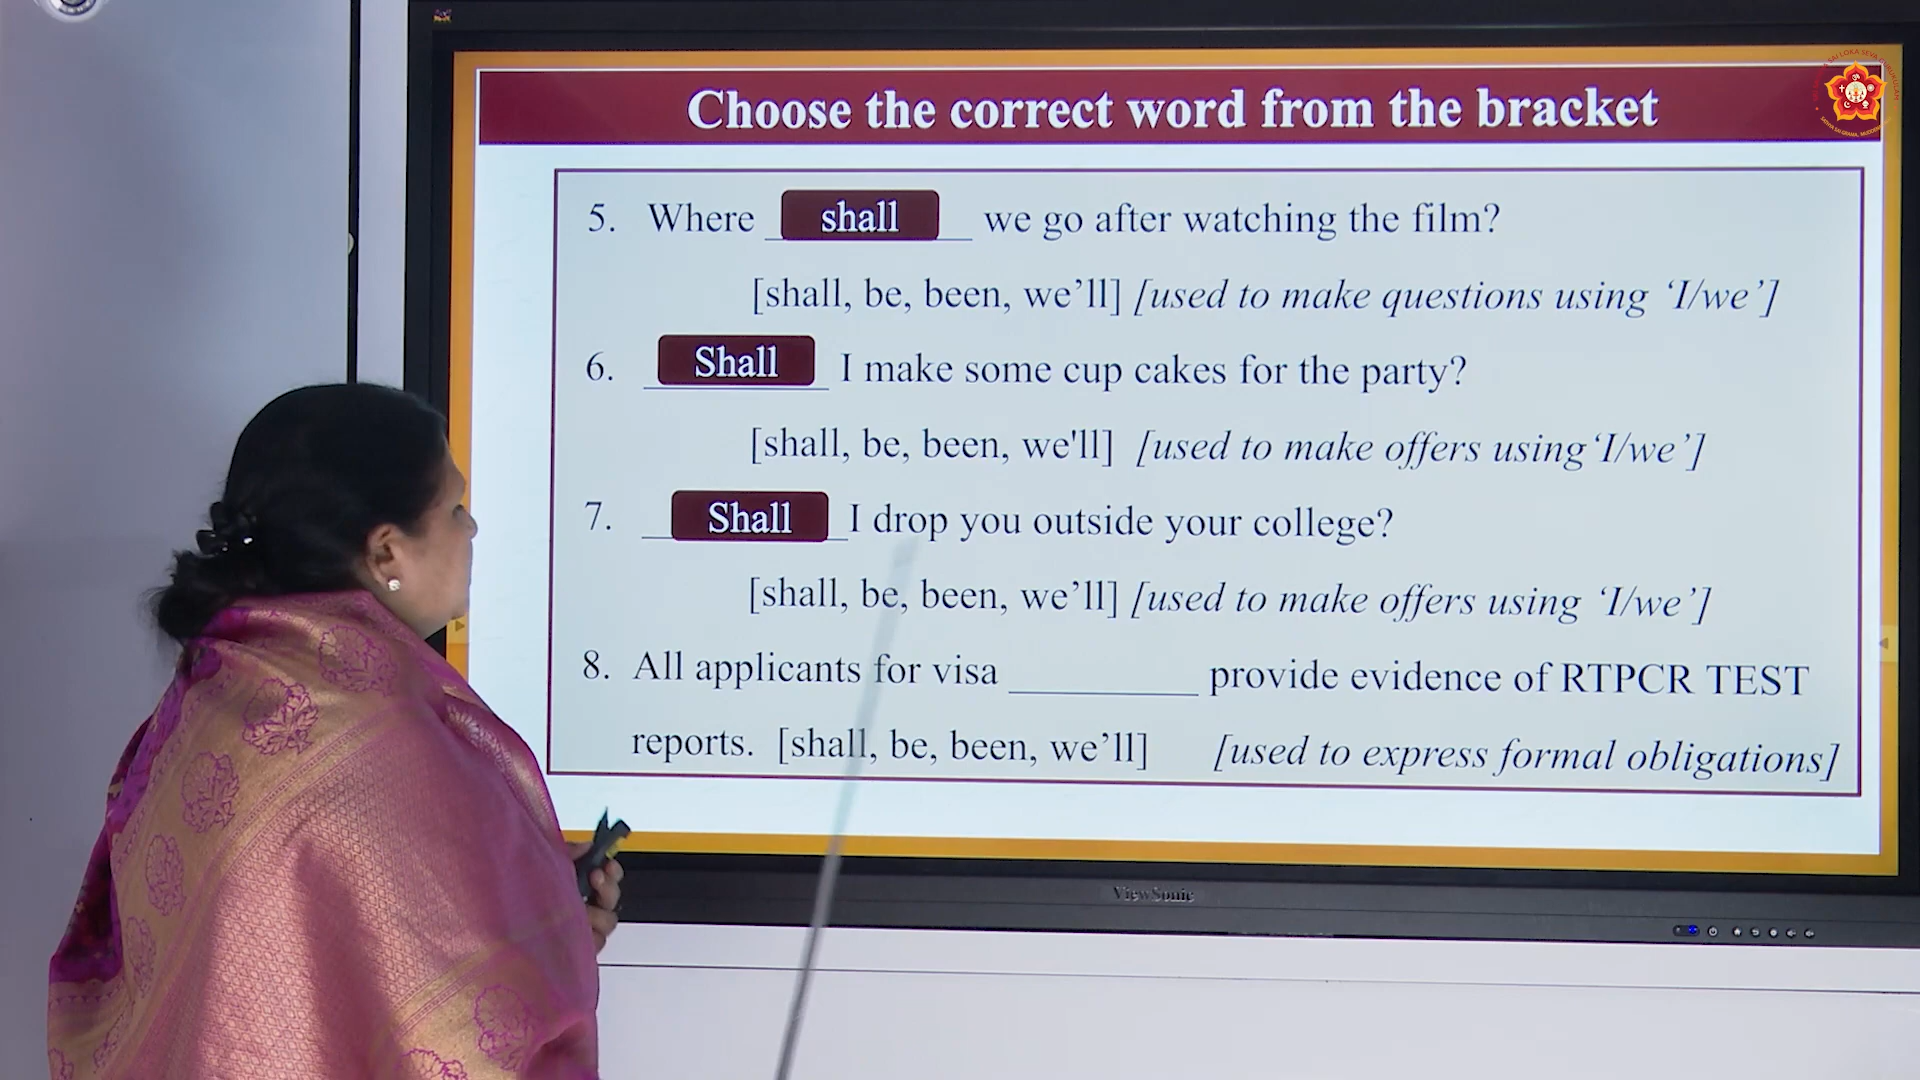 Choose the correct word from the bracket
5. Where shall we go after watching the film?
[shall, be, been, we’ll] [used to make questions using ‘I/we’]
6. Shall I make some cup cakes for the party?
[shall, be, been, we'll] [used to make offers using ‘I/we’]
7. Shall I drop you outside your college?
[shall, be, been, we’ll] [used to make offers using ‘I/we’]
8. All applicants for visa ________ provide evidence of RTPCR TEST
reports. [shall, be, been, we’ll] [used to express formal obligations]
ViewSonic